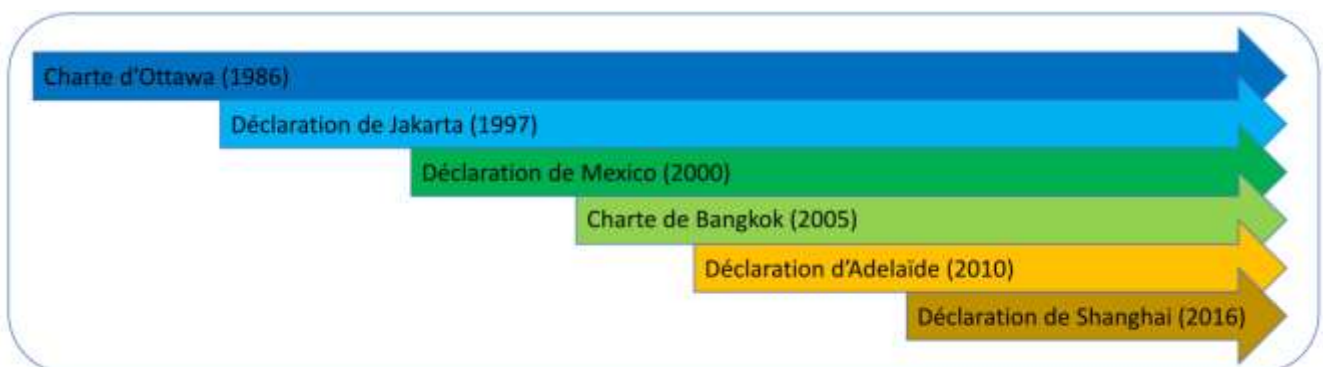 Charte d’Ottawa (1986)
Déclaration de Jakarta (1997)
Déclaration de Mexico (2000)
Charte de Bangkok (2005)
Déclaration d’Adelaïde (2010)
Déclaration de Shanghai (2016)